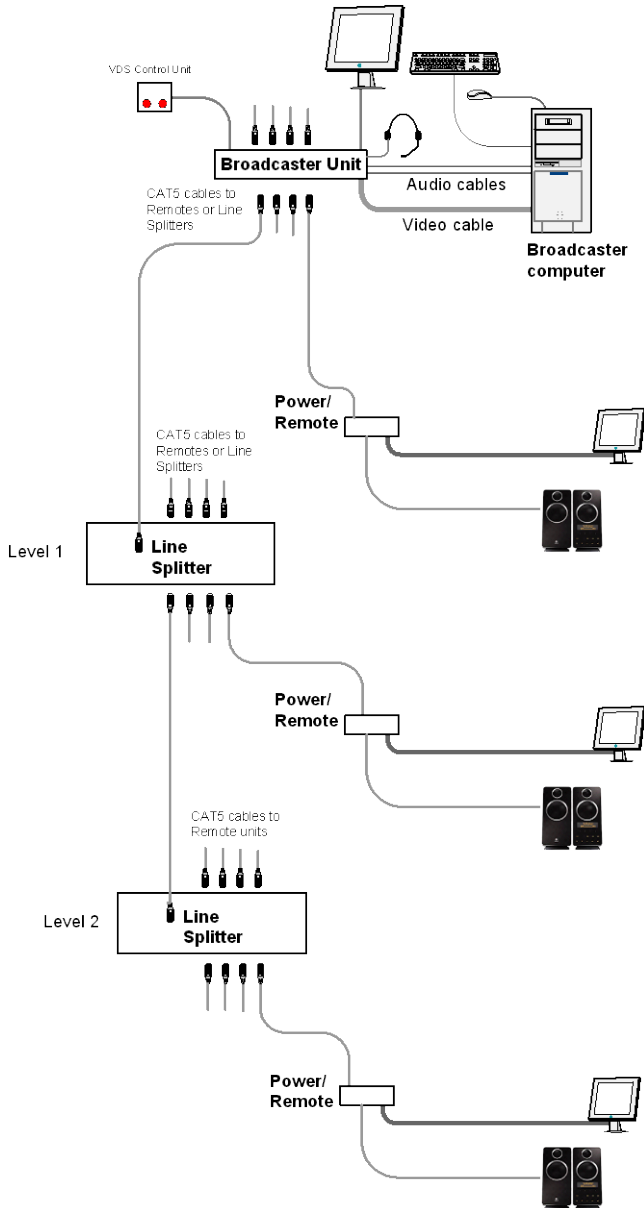 VDS Control Unit
Broadcaster Unit
CAT5 cables to
Remotes or Line
Splitters
Audio cables
Video cable
Broadcaster
computer
Power/
Remote
CAT5 cables to
Remotes or Line
Splitters
Level 1
Line
Splitter
Power/
Remote
CAT5 cables to
Remote units
Level 2
Line
Splitter
Power/
Remote